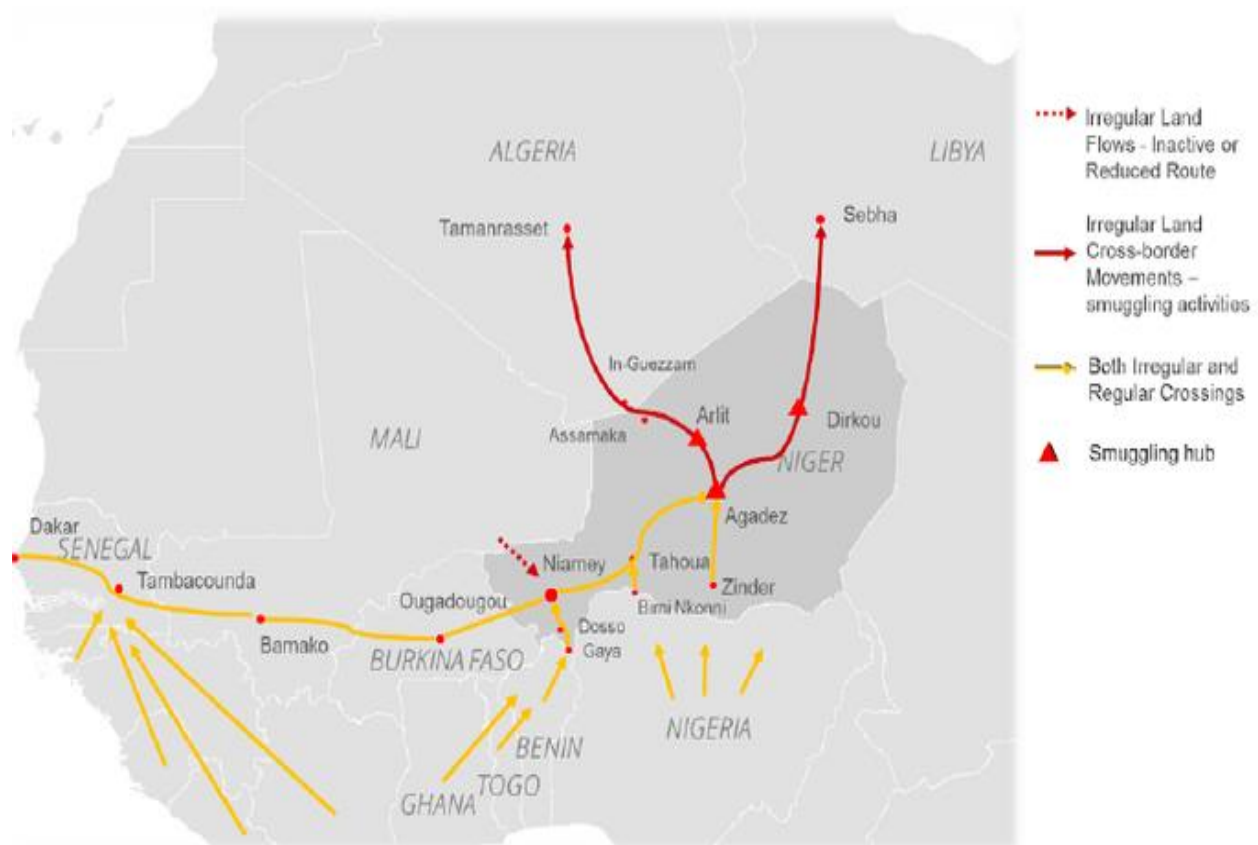 ALGERIA
LIBYA
Tamanrasset
Sebha
In-Guezzam
Arlit
Assamaka
Dirkou
MALI
NIGER
Agadez
Dakar
SENEGAL
Niamey
Tahoua
Tambacounda
Zinder
Ougadougou
Birni Nkonni
Dosso
Bamako
Gaya
BURKINA FASO
NIGERIA
BENIN
TOGO
GHANA
Irregular Land
Flows - Inactive or
Reduced Route
Irregular Land
Cross-border
Movements –
smuggling activities
Both Irregular and
Regular Crossings
Smuggling hub